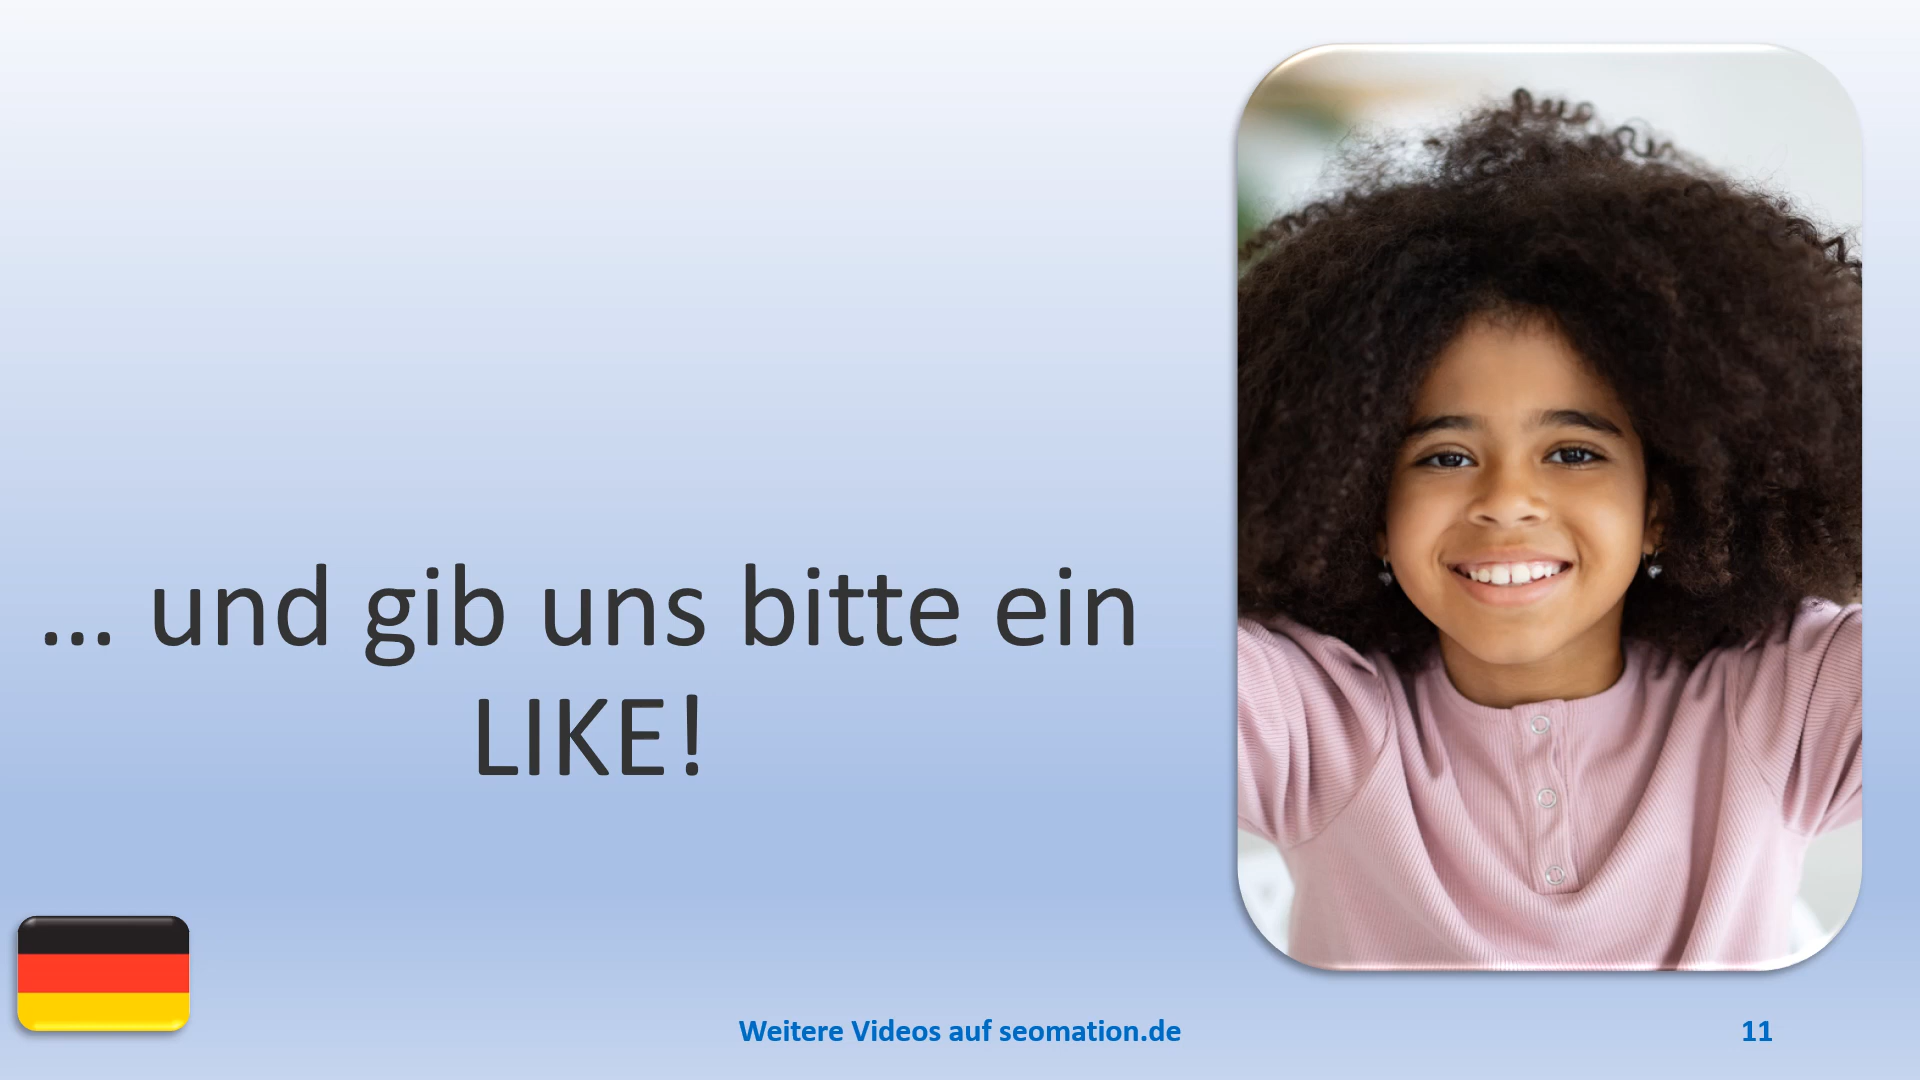 ... und gib uns bitte ein
LIKE!
Weitere Videos auf seomation.de
11